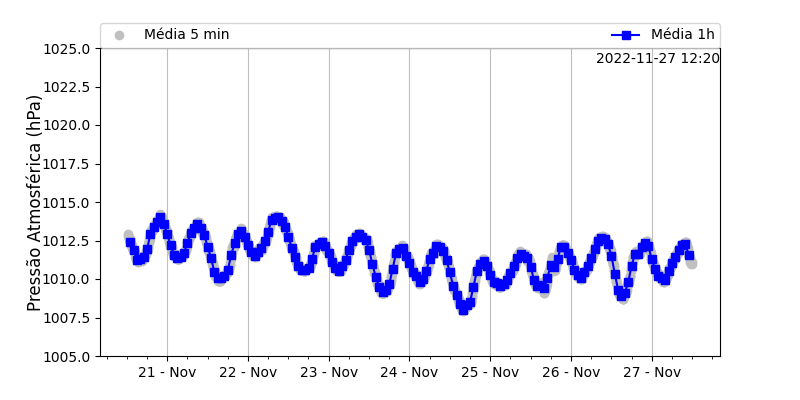 Média 5 min
Média 1h
2022-11-27 12:20
Pressão Atmosférica (hPa)
1025.0
1022.5
1020.0
1017.5
1015.0
1012.5
1010.0
1007.5
1005.0
21 - Nov
22 - Nov
23 - Nov
24 - Nov
25 - Nov
26 - Nov
27 - Nov